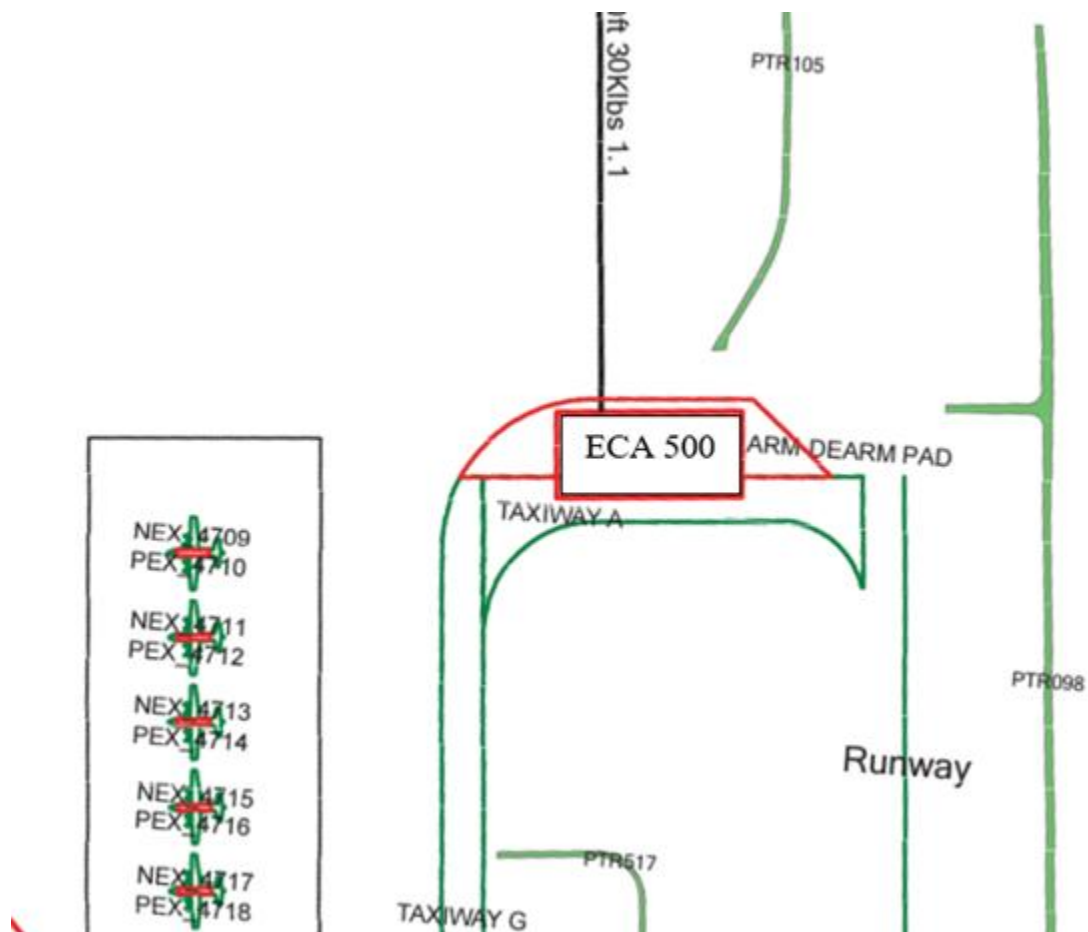 ft 30Klbs 1.1
PTR105
ECA 500
ARM DEARM PAD
TAXIWAY A
NEX_4709
PEX_4710
NEX_4711
PEX_4712
NEX_4713
PEX_4714
NEX_4715
PEX_4716
NEX_4717
PEX_4718
PTR098
Runway
PTR517
TAXIWAY G